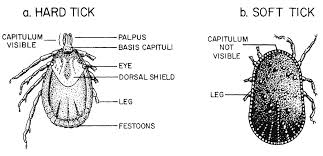 a. HARD TICK
CAPITULUM
VISIBLE
PALPUS
BASIS CAPITULI
EYE
DORSAL SHIELD
LEG
FESTOONS
b. SOFT TICK
CAPITULUM
NOT
VISIBLE
LEG